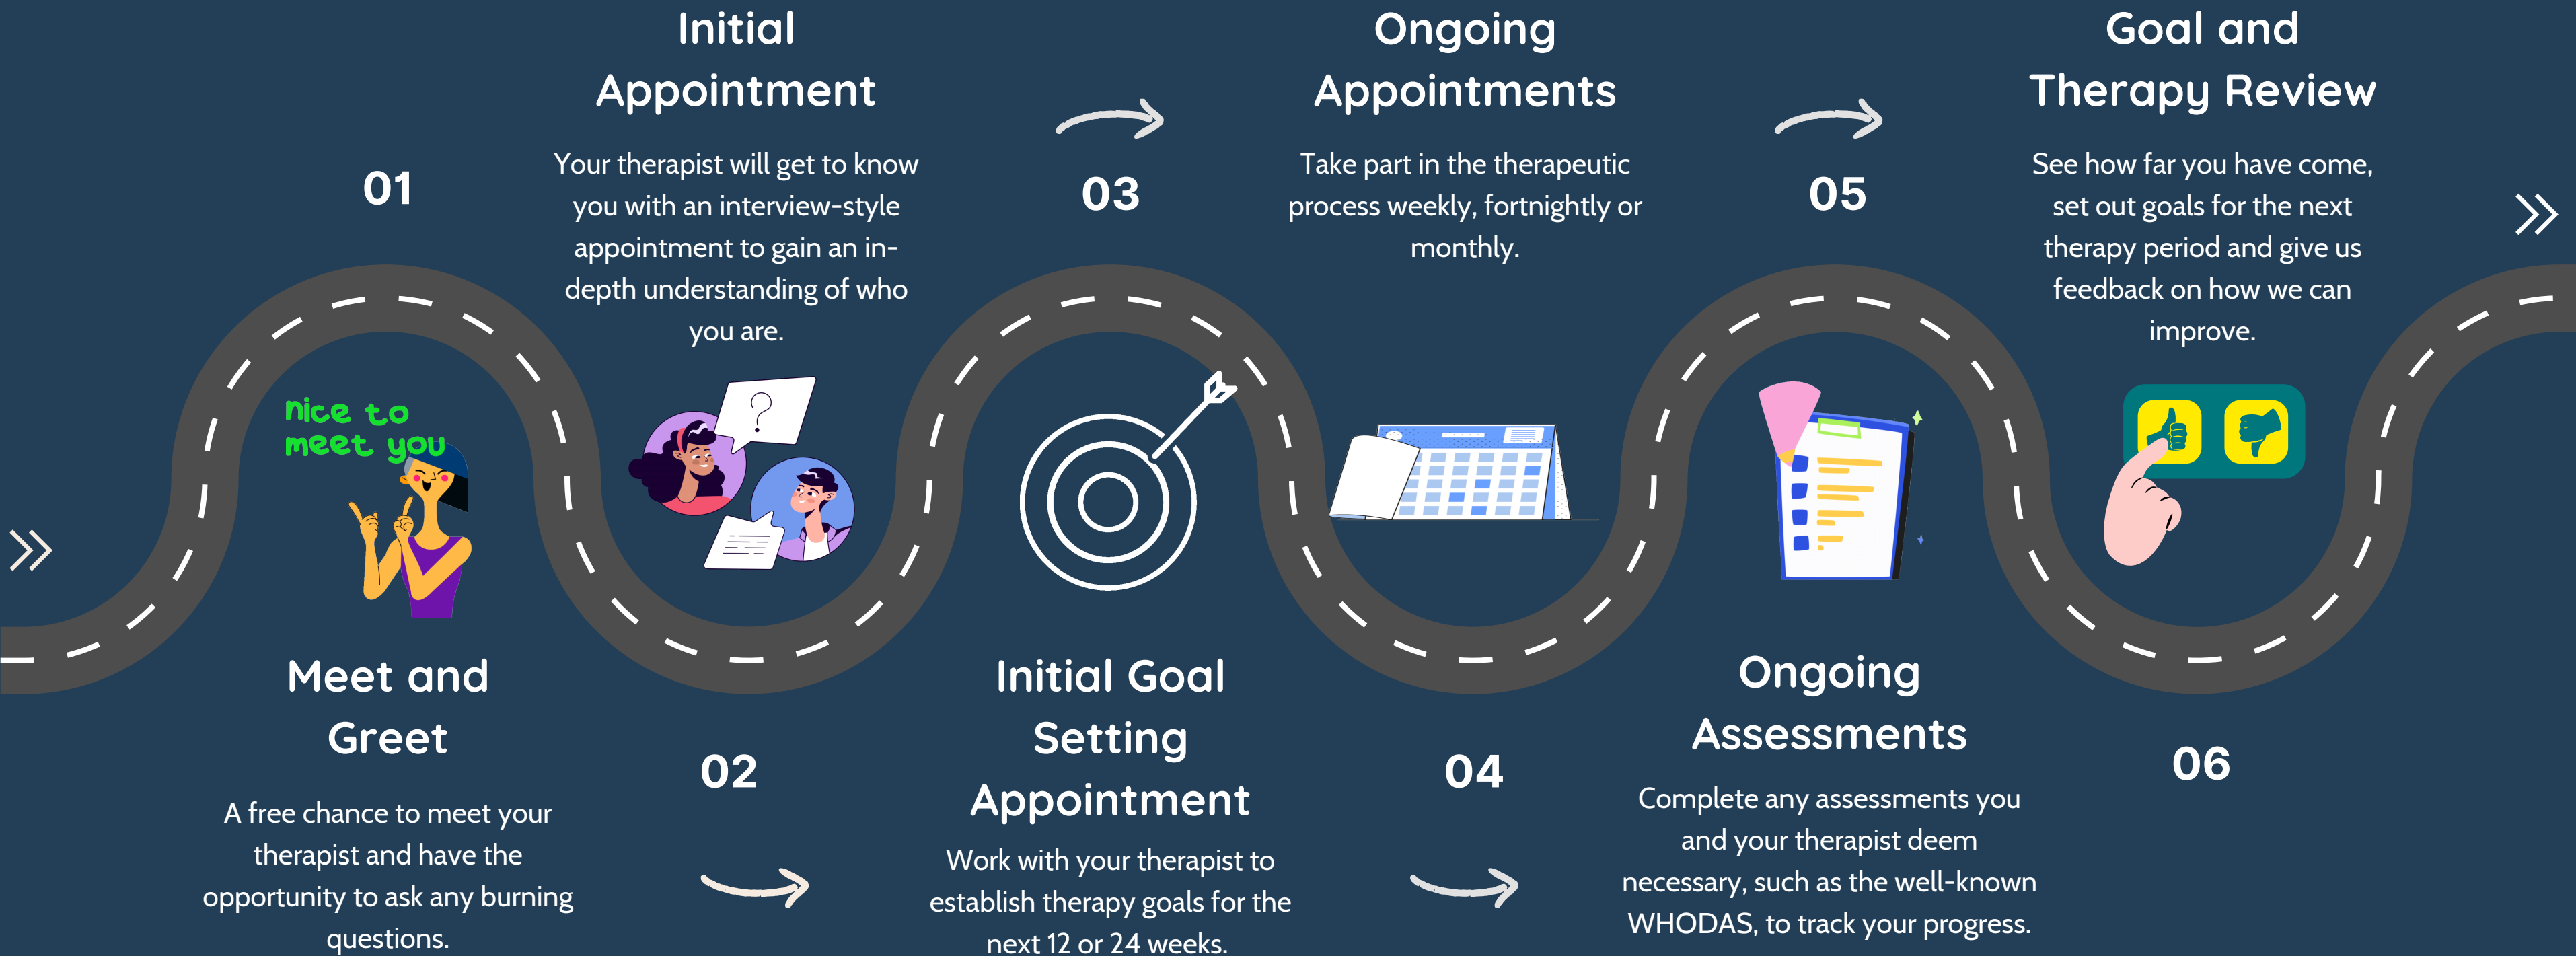 01
nice to
meet you
Meet and
Greet
A free chance to meet your
therapist and have the
opportunity to ask any burning
questions.
Initial
Appointment
Your therapist will get to know
you with an interview-style
appointment to gain an in-
depth understanding of who
you are.
?
02
03
Initial Goal
Setting
Appointment
Work with your therapist to
establish therapy goals for the
next 12 or 24 weeks.
Ongoing
Appointments
Take part in the therapeutic
process weekly, fortnightly or
monthly.
04
05
Ongoing
Assessments
Complete any assessments you
and your therapist deem
necessary, such as the well-known
WHODAS, to track your progress.
Goal and
Therapy Review
See how far you have come,
set out goals for the next
therapy period and give us
feedback on how we can
improve.
06